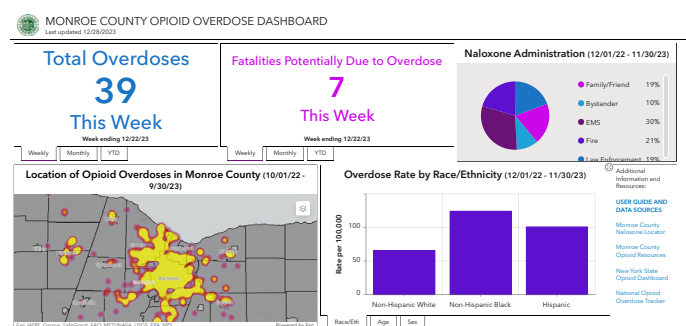 MONROE COUNTY OPIOID OVERDOSE DASHBOARD
Last updated 12/28/2023
Total Overdoses
39
This Week
Week ending 12/22/23
Weekly
Monthly
YTD
Fatalities Potentially Due to Overdose
7
This Week
Week ending 12/22/23
Weekly
Monthly
YTD
Naloxone Administration (12/01/22 - 11/30/23)
Family/Friend 19%
Bystander 10%
EMS 30%
Fire 21%
Law Enforcement 19%
Location of Opioid Overdoses in Monroe County (10/01/22 -
9/30/23)
Powered by Esri
Overdose Rate by Race/Ethnicity (12/01/22 - 11/30/23)
Rate per 100,000
100
50
0
Non-Hispanic White
Non-Hispanic Black
Hispanic
Race/Eth
Age
Sex
Additional
Information and
Resources:
USER GUIDE AND
DATA SOURCES
Monroe County
Naloxone Locator
Monroe County
Opioid Resources
New York State
Opioid Dashboard
National Opioid
Overdose Tracker